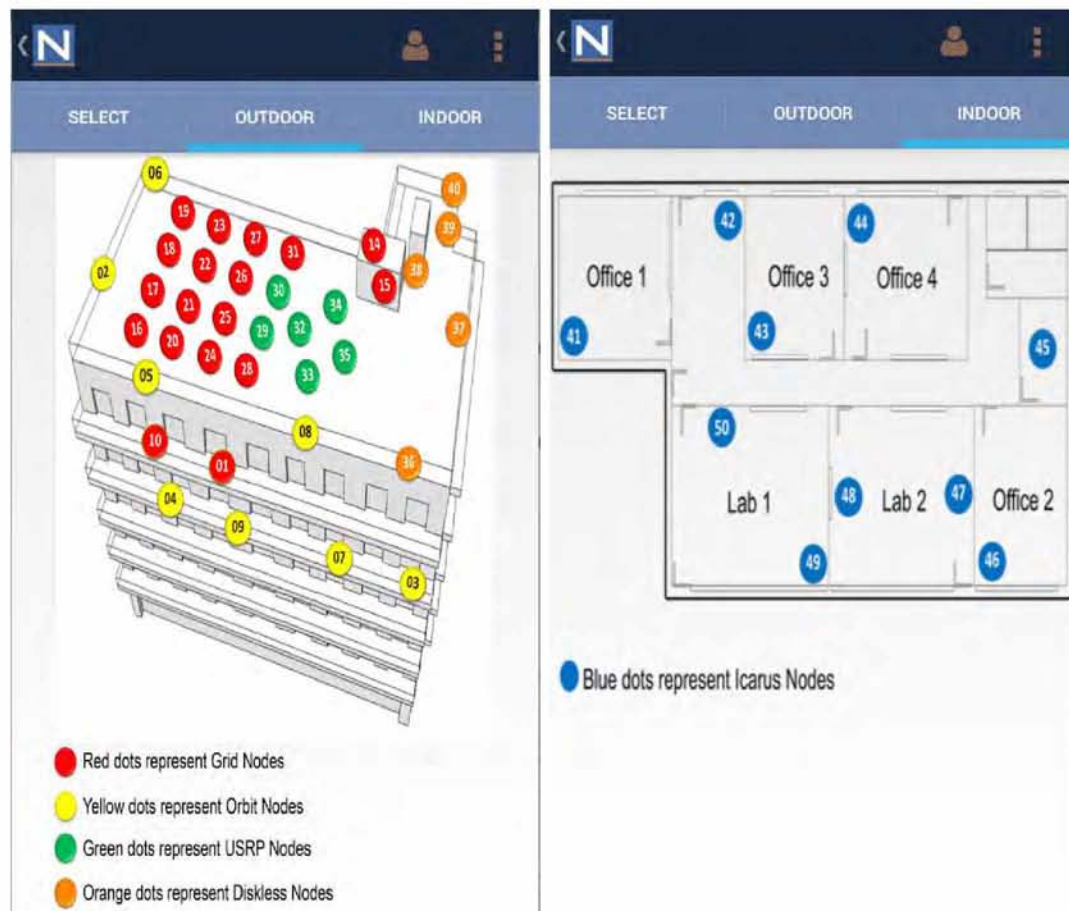 N
SELECT OUTDOOR INDOOR
06
40
19 23 27 31 14 39
18 22 26 15 38
02
17 21 25 30 34
16 20 24 29 32 37
28 33 35
05
08
10 01 36
04 09 07 03
Red dots represent Grid Nodes
Yellow dots represent Orbit Nodes
Green dots represent USRP Nodes
Orange dots represent Diskless Nodes
N
SELECT OUTDOOR INDOOR
42 44
Office 1 Office 3 Office 4
41 43 45
50
Lab 1 48 Lab 2 47 Office 2
49 46
Blue dots represent Icarus Nodes